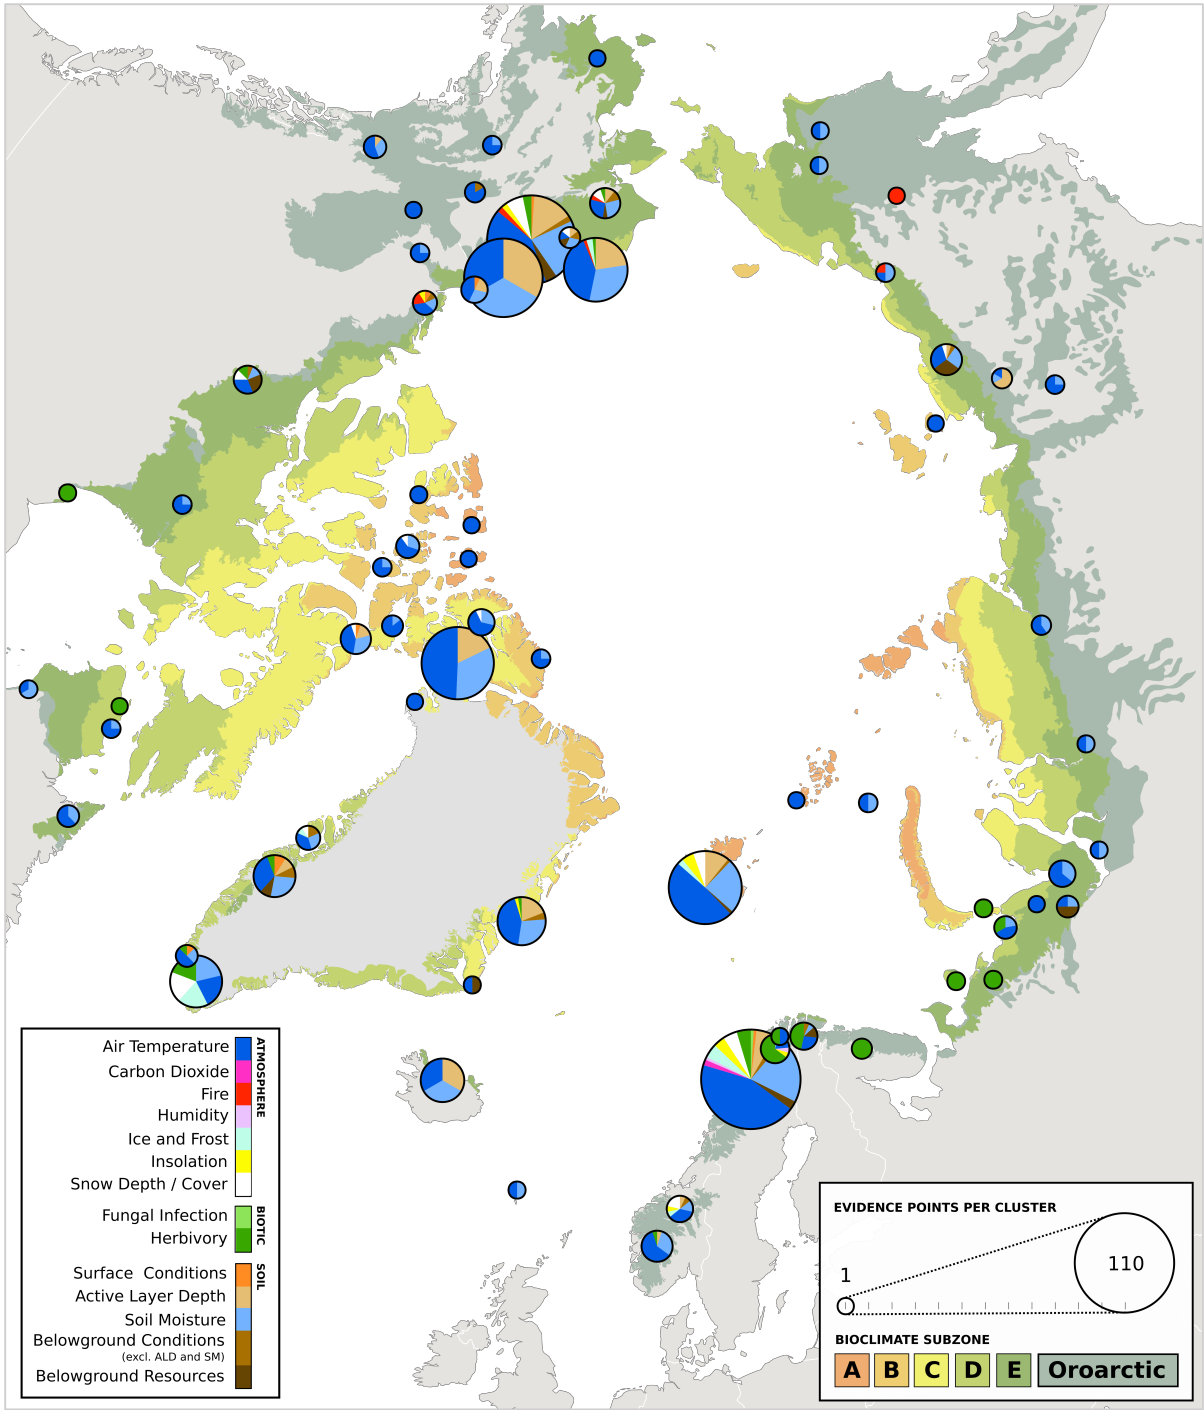 Air Temperature
Carbon Dioxide
Fire
Humidity
Ice and Frost
Insolation
Snow Depth / Cover
ATMOSPHERE
Fungal Infection
Herbivory
BIOTIC
Surface Conditions
Active Layer Depth
Soil Moisture
Belowground Conditions
(excl. ALD and SM)
Belowground Resources
SOIL
EVIDENCE POINTS PER CLUSTER
1
110
BIOCLIMATE SUBZONE
A B C D E Oroarctic